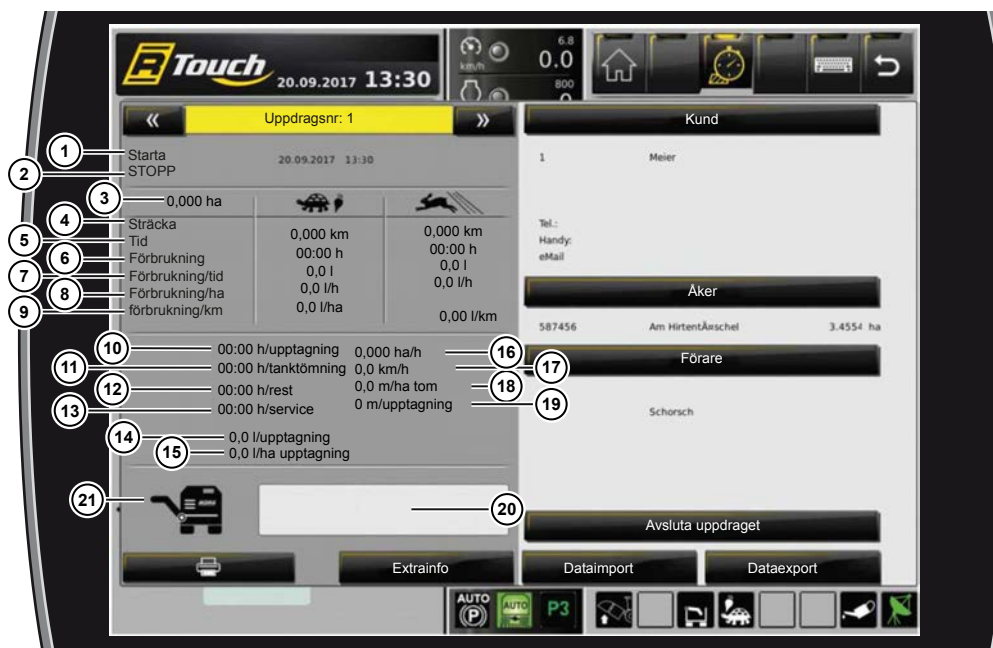 R Touch 20.09.2017 13:30
km/h 6.8
0.0
800
« Uppdragsnr: 1 »
Kund
1 Starta 20.09.2017 13:30
2 STOPP
1 Meier
3 0,000 ha
4 Sträcka 0,000 km 0,000 km
5 Tid 00:00 h 00:00 h
6 Förbrukning 0,0 l 0,0 l
7 Förbrukning/tid 0,0 l/h 0,0 l/h
8 Förbrukning/ha 0,0 l/ha
9 förbrukning/km 0,00 l/km
Tel.:
Handy:
eMail
Åker
587456 Am HirtentÄ¤schel 3.4554 ha
Förare
Schorsch
10 00:00 h/upptagning 0,000 ha/h 16
11 00:00 h/tanktömning 0,0 km/h 17
12 00:00 h/rest 0,0 m/ha tom 18
13 00:00 h/service 0 m/upptagning 19
14 0,0 l/upptagning
15 0,0 l/ha upptagning
21 20
Avsluta uppdraget
Extrainfo Dataimport Dataexport
AUTO (P) AUTO P3